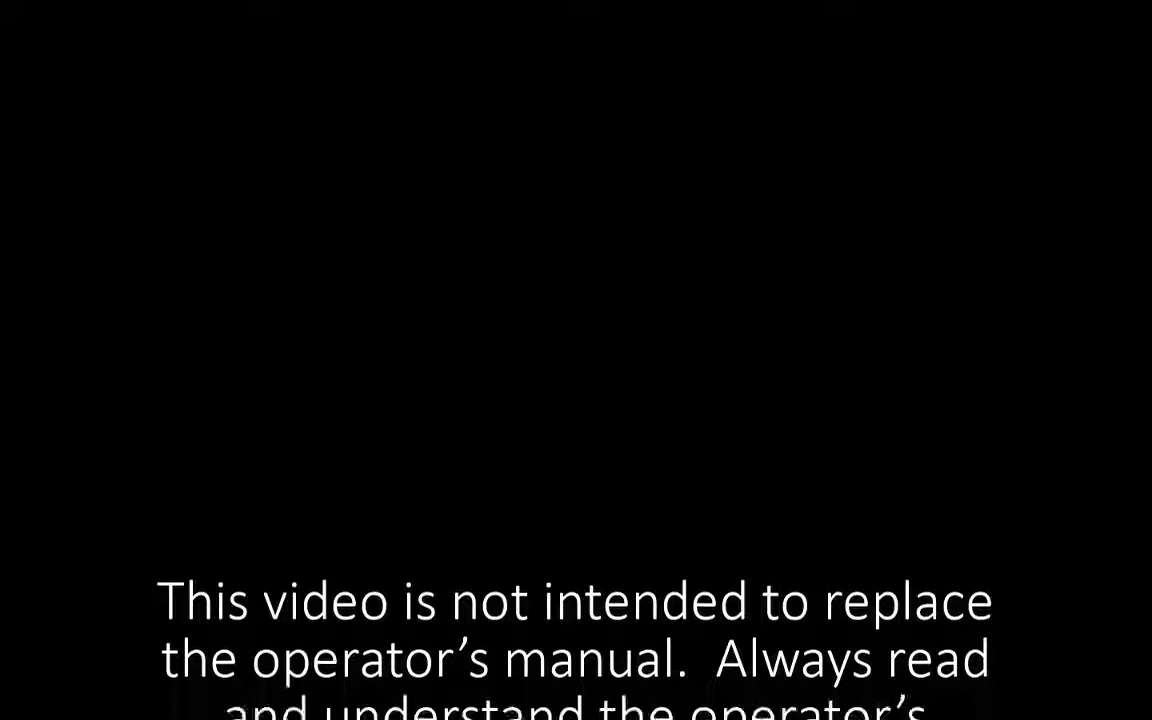 This video is not intended to replace
the operator’s manual.  Always read
and understand the operator’s